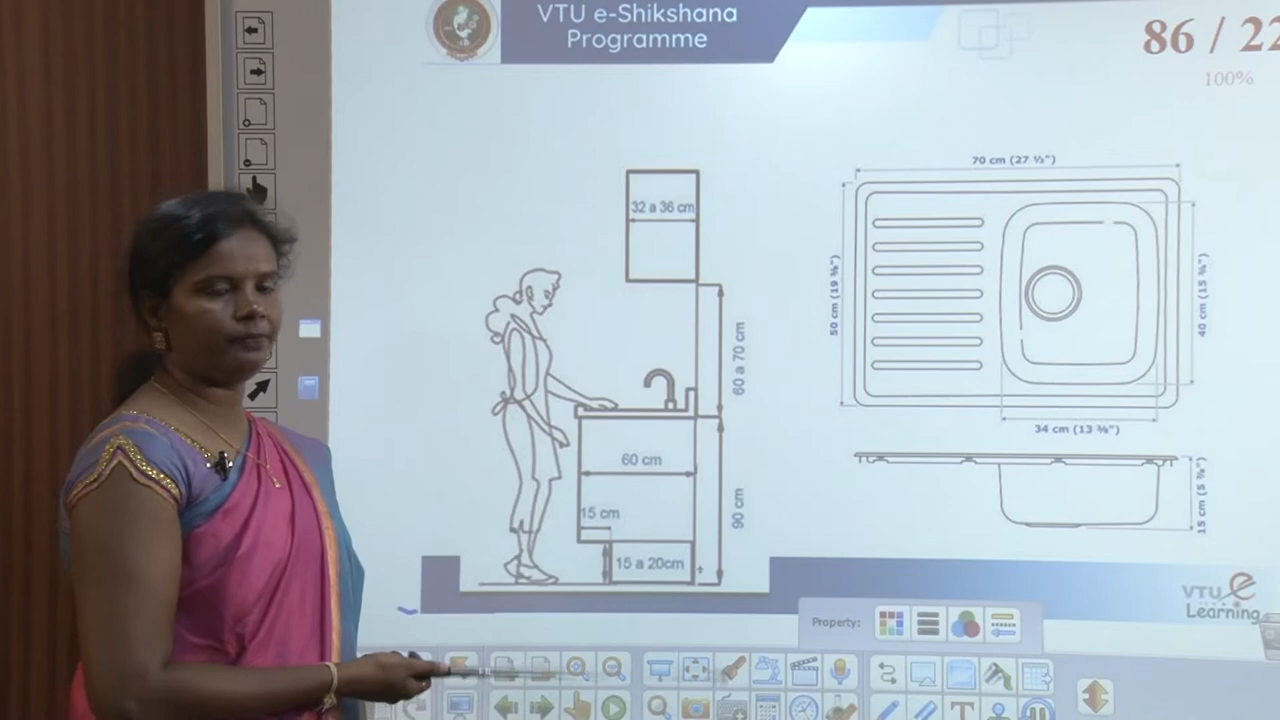 VTU e-Shikshana
Programme
86 / 22
100%
32 a 36 cm
60 a 70 cm
60 cm
90 cm
15 cm
15 a 20cm
70 cm (27 ½")
50 cm (19 ⅝")
40 cm (15 ¾")
34 cm (13 ⅜")
15 cm (5 ⅞")
VTU e
Learning
Property: